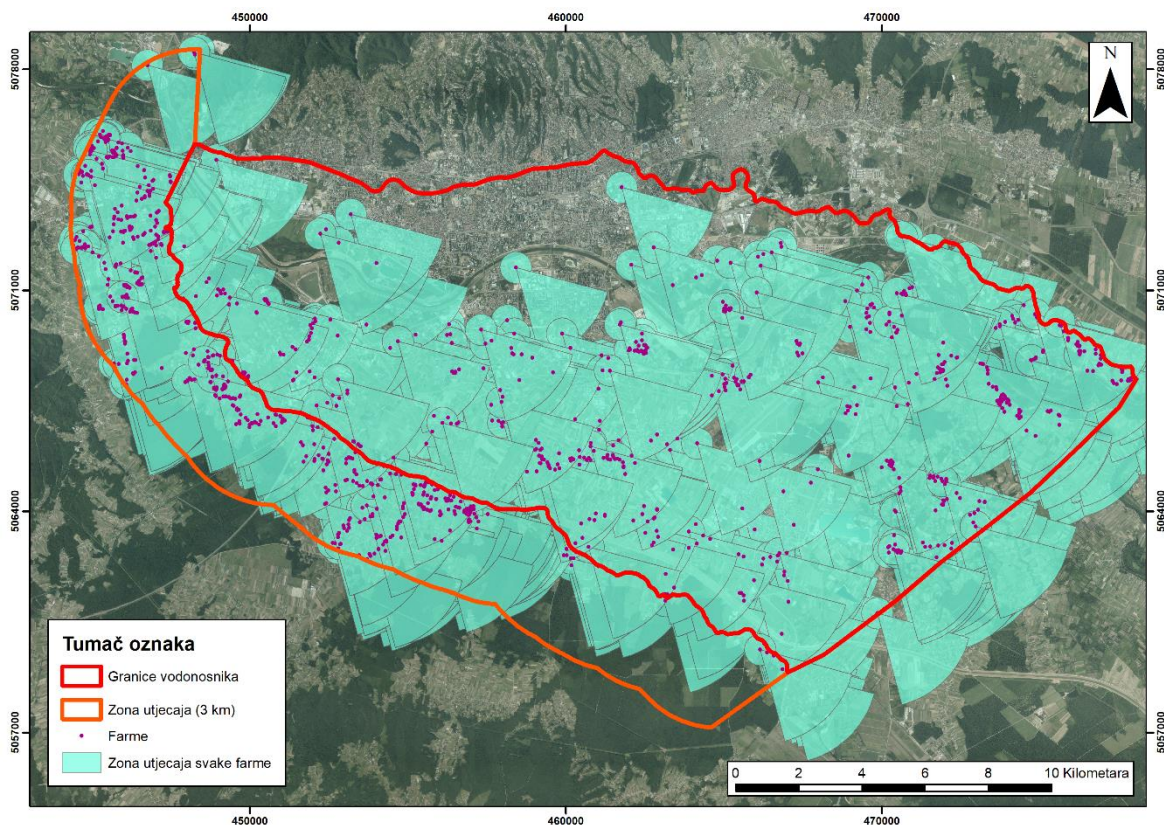 450000 460000 470000
N
5078000 5078000
5071000 5071000
5064000 5064000
5057000 5057000
Tumač oznaka
Granice vodonosnika
Zona utjecaja (3 km)
Farme
Zona utjecaja svake farme
0 2 4 6 8 10 Kilometara
450000 460000 470000